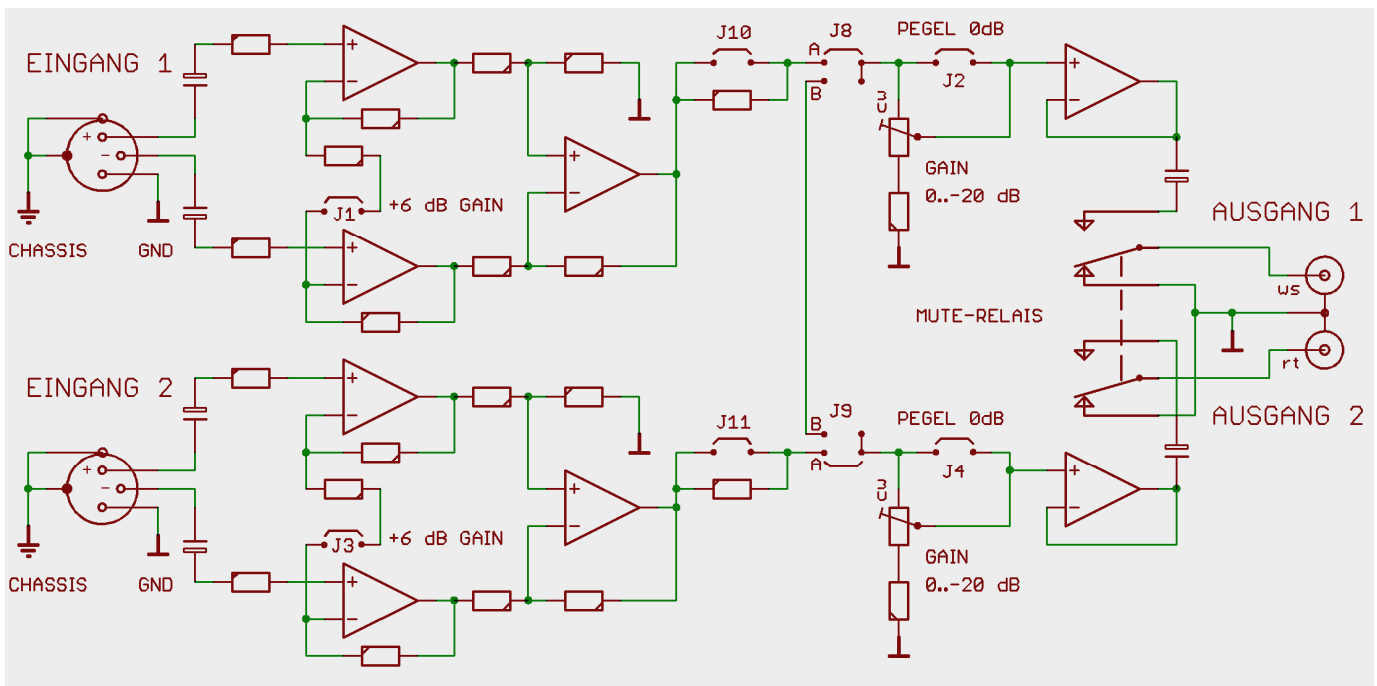 J10
J8
PEGEL 0dB
EINGANG 1
+
-
+
-
A
B
J2
+
-
+
-
GAIN
0..-20 dB
+
-
J1
+6 dB GAIN
AUSGANG 1
CHASSIS
GND
+
-
ws
MUTE-RELAIS
rt
EINGANG 2
+
-
J11
B
A
J9
PEGEL 0dB
AUSGANG 2
+
-
J4
+
-
+
-
J3
+6 dB GAIN
GAIN
0..-20 dB
CHASSIS
GND
+
-